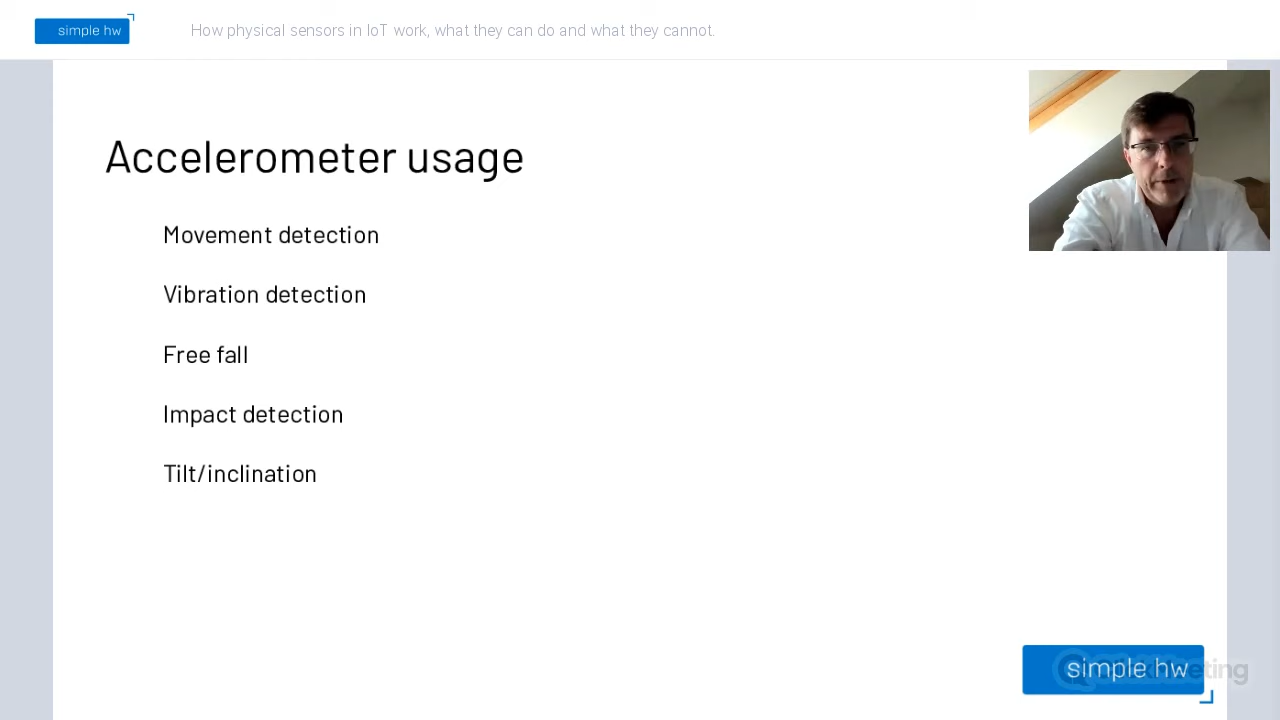 simple hw
How physical sensors in IoT work, what they can do and what they cannot.
Accelerometer usage
Movement detection
Vibration detection
Free fall
Impact detection
Tilt/inclination
simple hw